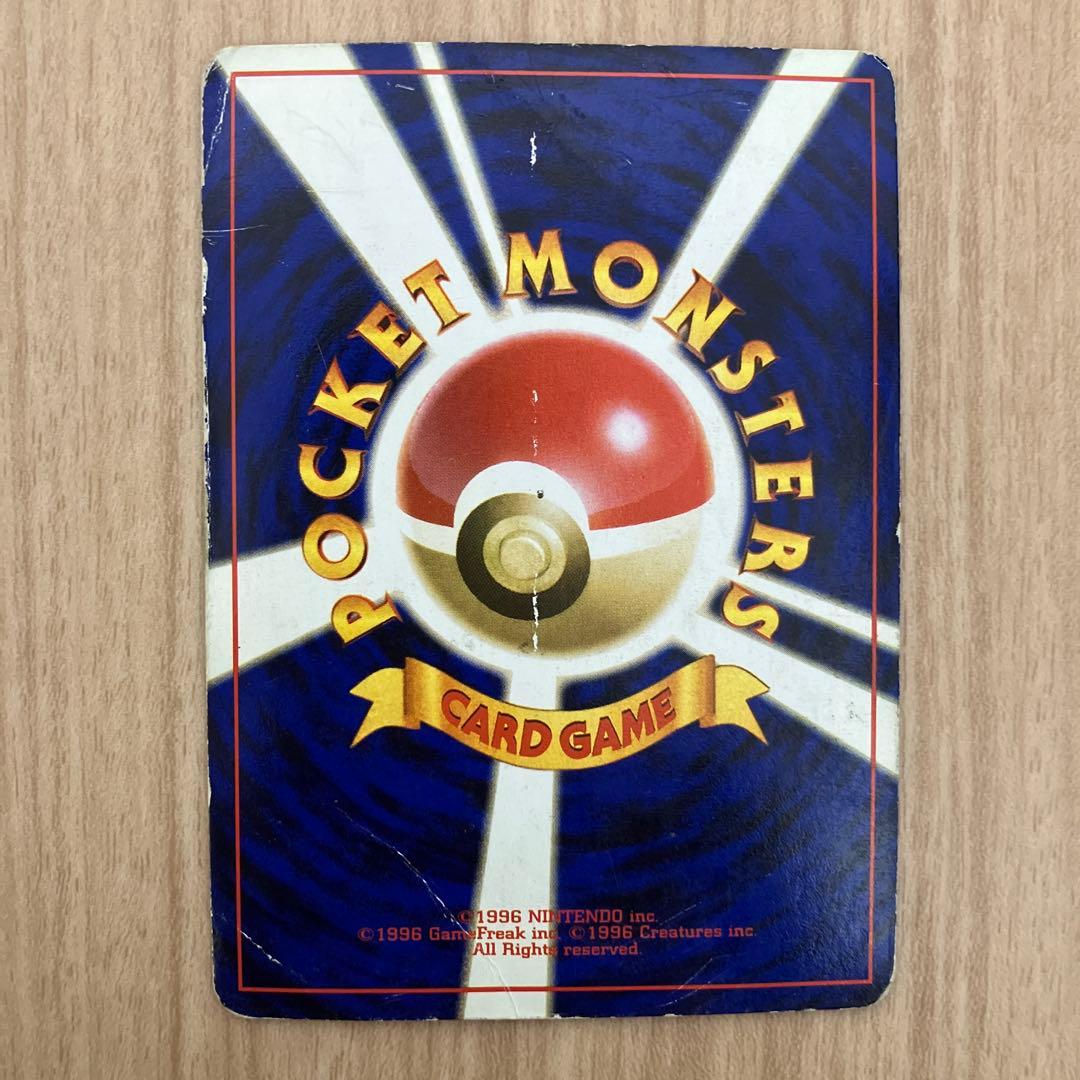 POCKET MONSTERS
CARD GAME
©1996 NINTENDO inc.
©1996 GameFreak inc. ©1996 Creatures inc.
All Rights reserved.